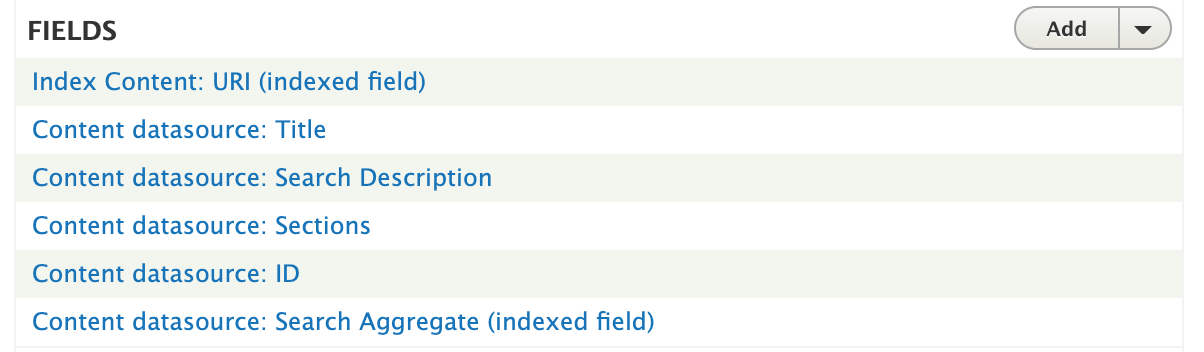 FIELDS
Add
Index Content: URI (indexed field)
Content datasource: Title
Content datasource: Search Description
Content datasource: Sections
Content datasource: ID
Content datasource: Search Aggregate (indexed field)